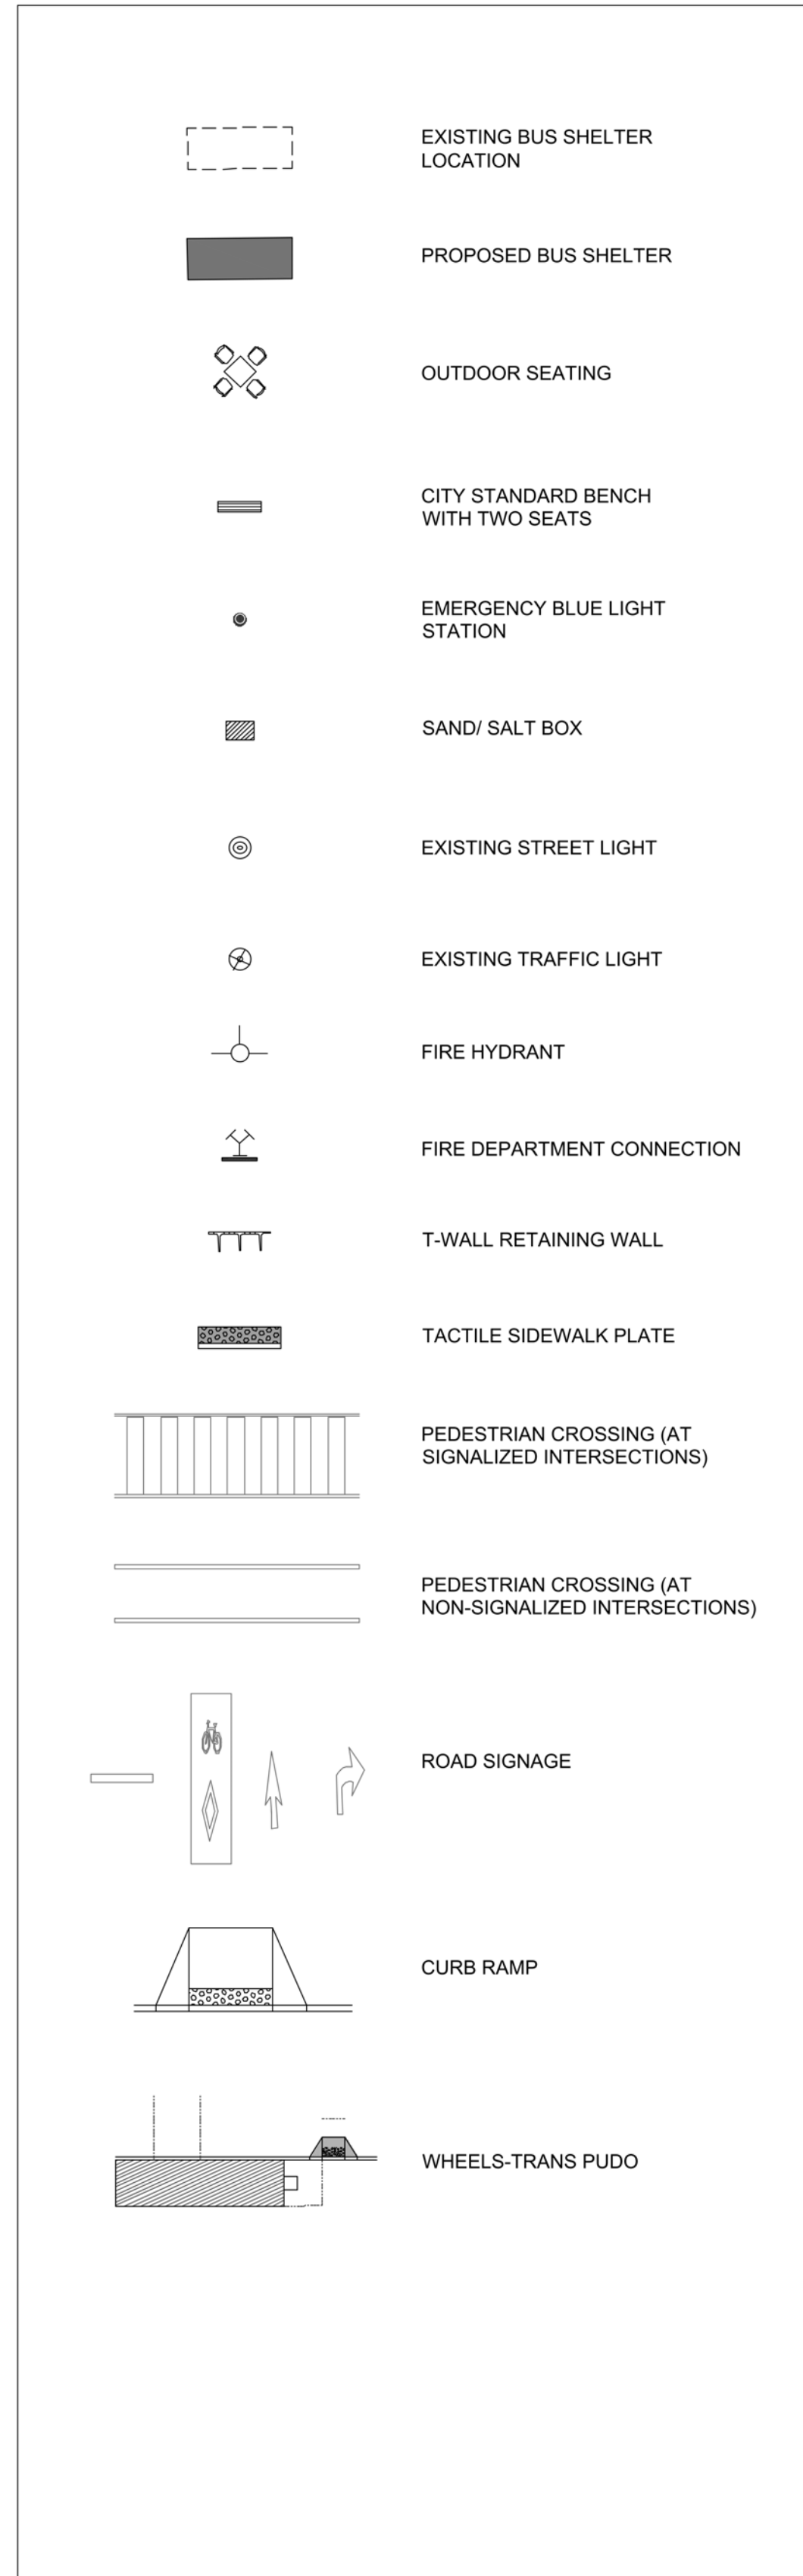 EXISTING BUS SHELTER
LOCATION
PROPOSED BUS SHELTER
OUTDOOR SEATING
CITY STANDARD BENCH
WITH TWO SEATS
EMERGENCY BLUE LIGHT
STATION
SAND/ SALT BOX
EXISTING STREET LIGHT
EXISTING TRAFFIC LIGHT
FIRE HYDRANT
FIRE DEPARTMENT CONNECTION
T-WALL RETAINING WALL
TACTILE SIDEWALK PLATE
PEDESTRIAN CROSSING (AT
SIGNALIZED INTERSECTIONS)
PEDESTRIAN CROSSING (AT
NON-SIGNALIZED INTERSECTIONS)
ROAD SIGNAGE
CURB RAMP
WHEELS-TRANS PUDO